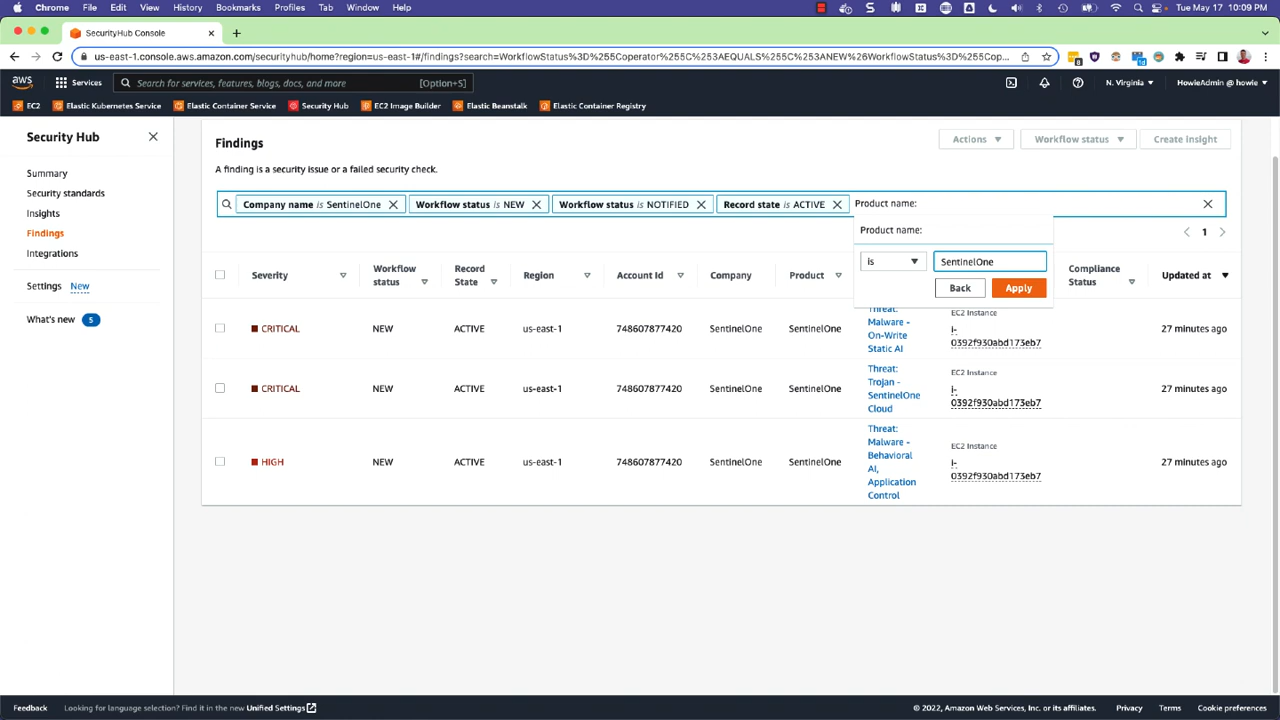 Chrome File Edit View History Bookmarks Profiles Tab Window Help Tue May 17 10:09 PM
SecurityHub Console
us-east-1.console.aws.amazon.com/securityhub/home?region=us-east-1#/findings?search=WorkflowStatus%3D%255Coperator%255C%253AEQUALS%255C%253ANEW%26WorkflowStatus%3D%255Cop...
aws Services Search for services, features, blogs, docs, and more [Option+S] N. Virginia HowieAdmin @ howie
EC2 Elastic Kubernetes Service Elastic Container Service Security Hub EC2 Image Builder Elastic Beanstalk Elastic Container Registry
Security Hub
Summary
Security standards
Insights
Findings
Integrations
Settings New
What's new 5
Findings
Actions Workflow status Create insight
A finding is a security issue or a failed security check.
Company name is SentinelOne Workflow status is NEW Workflow status is NOTIFIED Record state is ACTIVE Product name:
Product name:
is SentinelOne
Back Apply
1
Severity Workflow status Record State Region Account Id Company Product Compliance Status Updated at
CRITICAL NEW ACTIVE us-east-1 748607877420 SentinelOne SentinelOne
Threat:
Malware -
On-Write
Static AI
EC2 Instance
i-
0392f930abd173eb7
27 minutes ago
CRITICAL NEW ACTIVE us-east-1 748607877420 SentinelOne SentinelOne
Threat:
Trojan -
SentinelOne
Cloud
EC2 Instance
i-
0392f930abd173eb7
27 minutes ago
HIGH NEW ACTIVE us-east-1 748607877420 SentinelOne SentinelOne
Threat:
Malware -
Behavioral
AI,
Application
Control
EC2 Instance
i-
0392f930abd173eb7
27 minutes ago
Feedback Looking for language selection? Find it in the new Unified Settings © 2022, Amazon Web Services, Inc. or its affiliates. Privacy Terms Cookie preferences